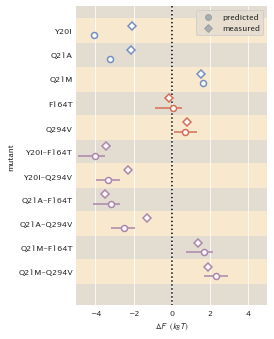 predicted
measured
Y20I
Q21A
Q21M
F164T
Q294V
Y20I–F164T
Y20I–Q294V
Q21A–F164T
Q21A–Q294V
Q21M–F164T
Q21M–Q294V
mutant
−4 −2 0 2 4
ΔF (kBT)